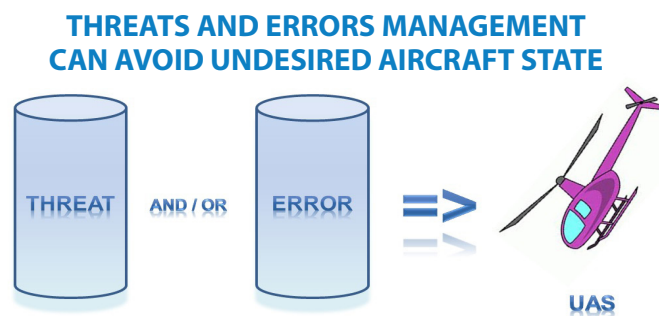 THREATS AND ERRORS MANAGEMENT
CAN AVOID UNDESIRED AIRCRAFT STATE
THREAT AND / OR ERROR =>
UAS